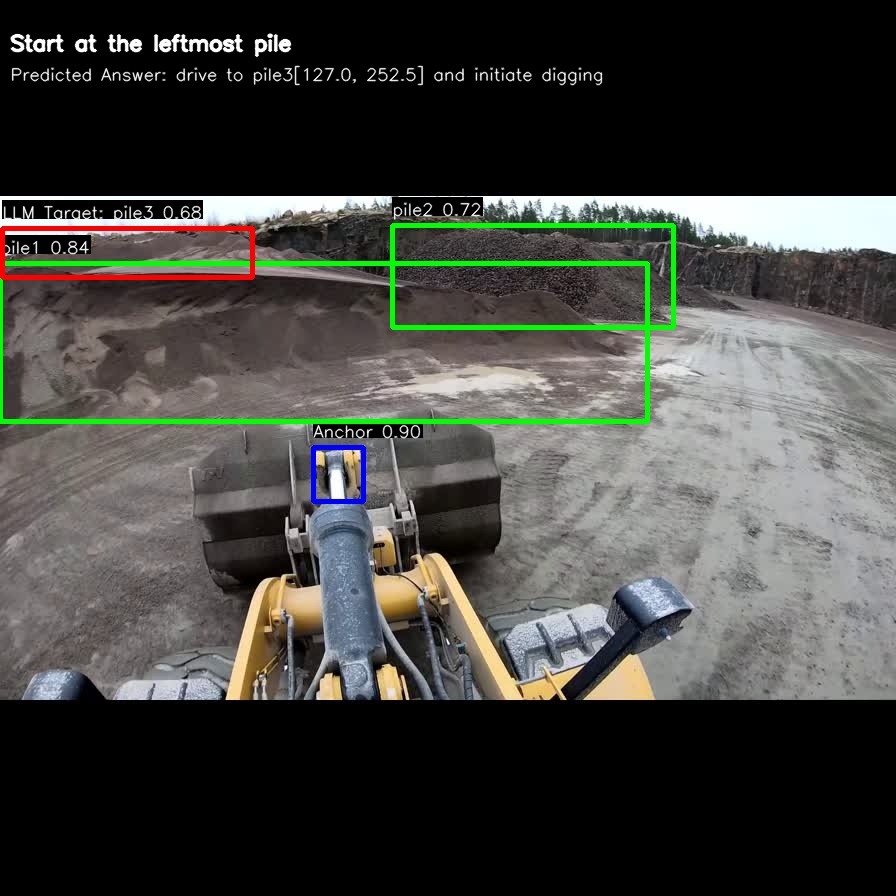 Start at the leftmost pile
Predicted Answer: drive to pile3[127.0, 252.5] and initiate digging
LLM Target: pile3 0.68
pile2 0.72
pile1 0.84
Anchor 0.90